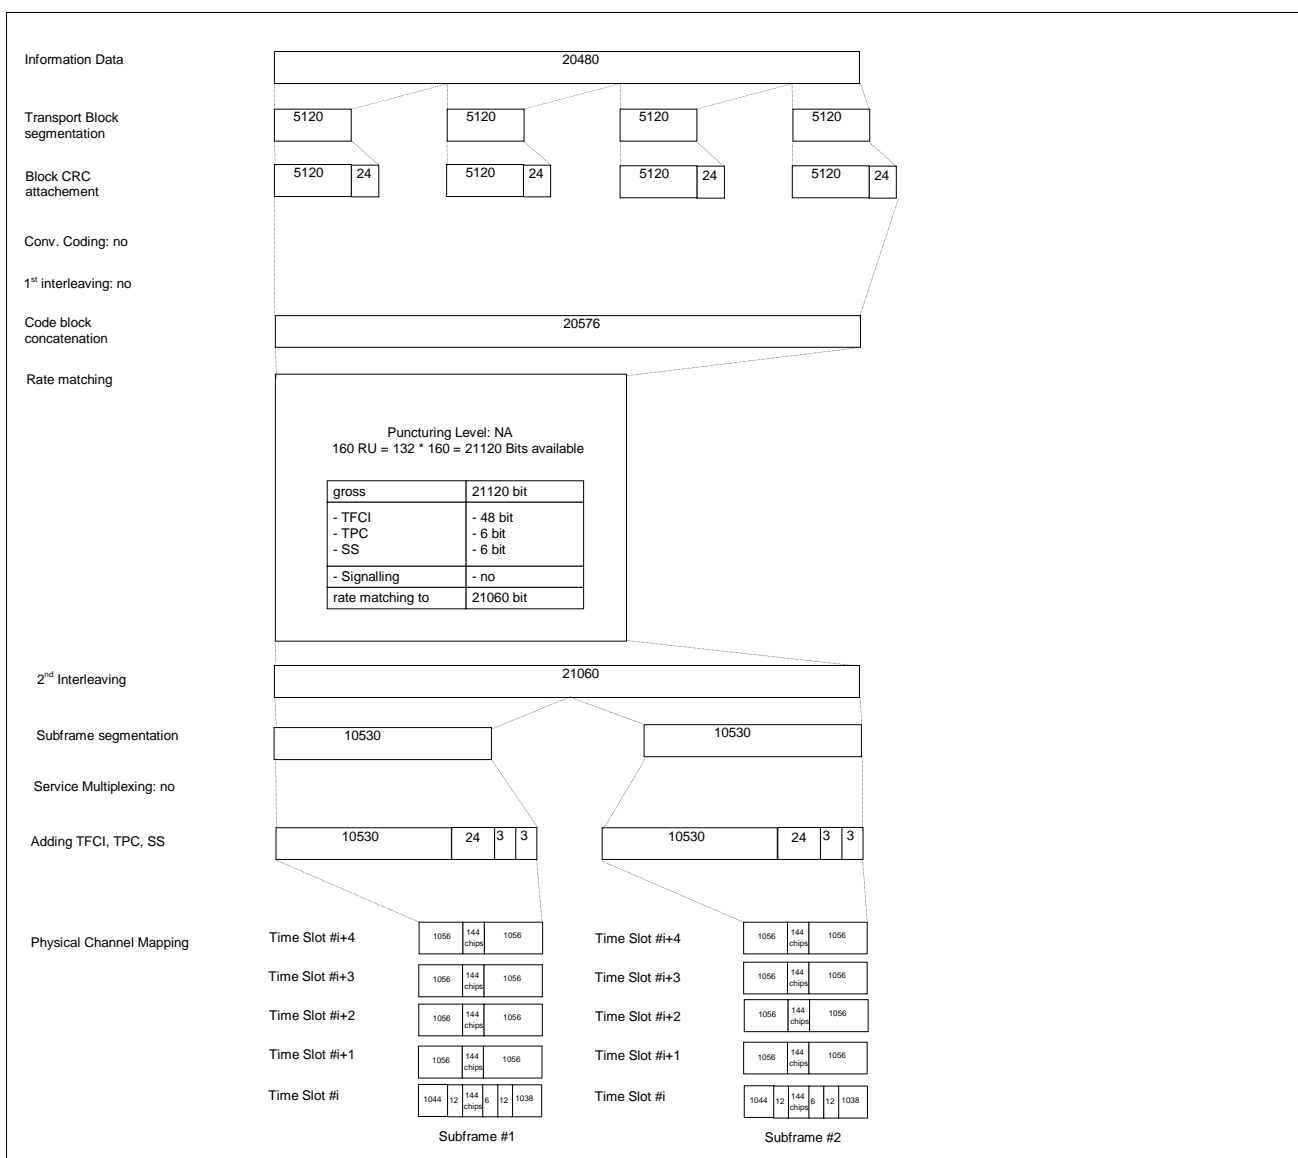 Information Data
20480
Transport Block
segmentation
5120 5120 5120 5120
Block CRC
attachement
5120 24 5120 24 5120 24 5120 24
Conv. Coding: no
1st interleaving: no
Code block
concatenation
20576
Rate matching
Puncturing Level: NA
160 RU = 132 * 160 = 21120 Bits available
gross 21120 bit
- TFCI - 48 bit
- TPC - 6 bit
- SS - 6 bit
- Signalling - no
rate matching to 21060 bit
2nd Interleaving
21060
Subframe segmentation
10530 10530
Service Multiplexing: no
Adding TFCI, TPC, SS
10530 24 3 3 10530 24 3 3
Physical Channel Mapping
Time Slot #i+4 1056 144 chips 1056 Time Slot #i+4 1056 144 chips 1056
Time Slot #i+3 1056 144 chips 1056 Time Slot #i+3 1056 144 chips 1056
Time Slot #i+2 1056 144 chips 1056 Time Slot #i+2 1056 144 chips 1056
Time Slot #i+1 1056 144 chips 1056 Time Slot #i+1 1056 144 chips 1056
Time Slot #i 1044 12 144 chips 6 12 1038 Time Slot #i 1044 12 144 chips 6 12 1038
Subframe #1 Subframe #2